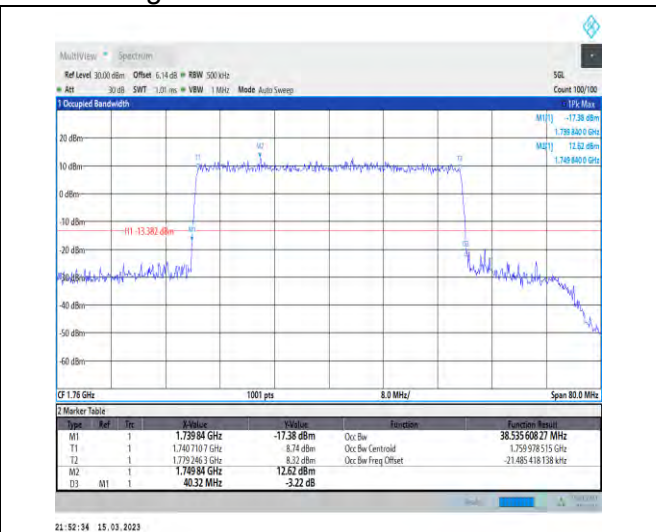 MultiView Spectrum
Ref Level 30.00 dBm Offset 6.14 dB RBW 500 kHz SGL
Att 30 dB SWT 1.01 ms VBW 1 MHz Mode Auto Sweep Count 100/100
1 Occupied Bandwidth 1Pk Max
M1[1] -17.38 dBm
1.739 840 0 GHz
M2[1] 12.62 dBm
1.749 840 0 GHz
20 dBm
M2
T1 T2
10 dBm
0 dBm
-10 dBm
H1 -13.382 dBm
-20 dBm
-40 dBm
-50 dBm
-60 dBm
CF 1.76 GHz 1001 pts 8.0 MHz/ Span 80.0 MHz
2 Marker Table
Type Ref Trc X-Value Y-Value Function Function Result
M1 1 1.739 84 GHz -17.38 dBm Occ Bw 38.535 608 27 MHz
T1 1 1.740 710 7 GHz 8.74 dBm Occ Bw Centroid 1.759 978 515 GHz
T2 1 1.779 246 3 GHz 8.32 dBm Occ Bw Freq Offset -21.485 418 138 kHz
M2 1 1.749 84 GHz 12.62 dBm
D3 M1 1 40.32 MHz -3.22 dB
21:52:34 15.03.2023